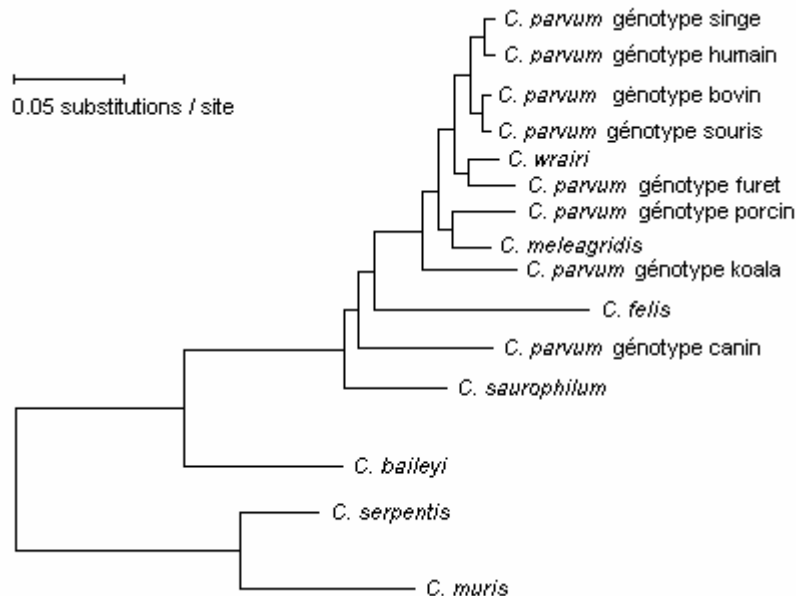 C. parvum génotype singe
C. parvum génotype humain
0.05 substitutions / site
C. parvum génotype bovin
C. parvum génotype souris
C. wrairi
C. parvum génotype furet
C. parvum génotype porcin
C. meleagridis
C. parvum génotype koala
C. felis
C. parvum génotype canin
C. saurophilum
C. baileyi
C. serpentis
C. muris